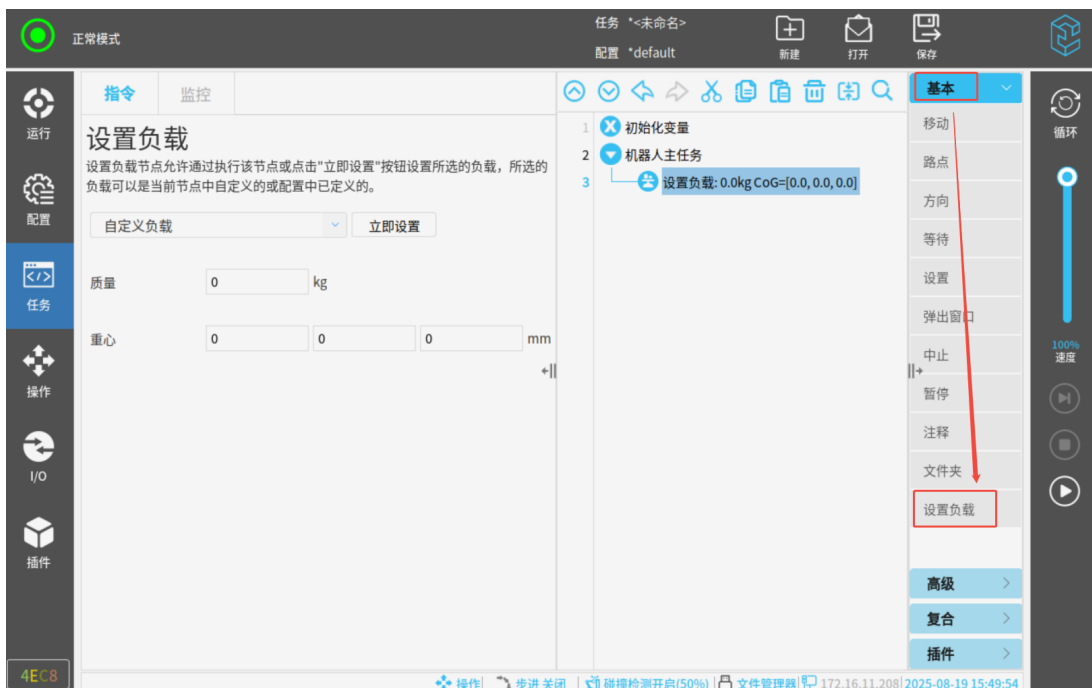 正常模式
任务 *<未命名>
配置 *default
新建
打开
保存
运行
配置
任务
操作
I/O
插件
4EC8
指令
监控
设置负载
设置负载节点允许通过执行该节点或点击"立即设置"按钮设置所选的负载，所选的
负载可以是当前节点中自定义的或配置中已定义的。
自定义负载
立即设置
质量 0 kg
重心 0 0 0 mm
1 初始化变量
2 机器人主任务
3 设置负载: 0.0kg CoG=[0.0, 0.0, 0.0]
基本
移动
路点
方向
等待
设置
弹出窗口
中止
暂停
注释
文件夹
设置负载
高级
复合
插件
循环
100%
速度
操作 步进 关闭 碰撞检测开启(50%) 文件管理器 172.16.11.208 2025-08-19 15:49:54